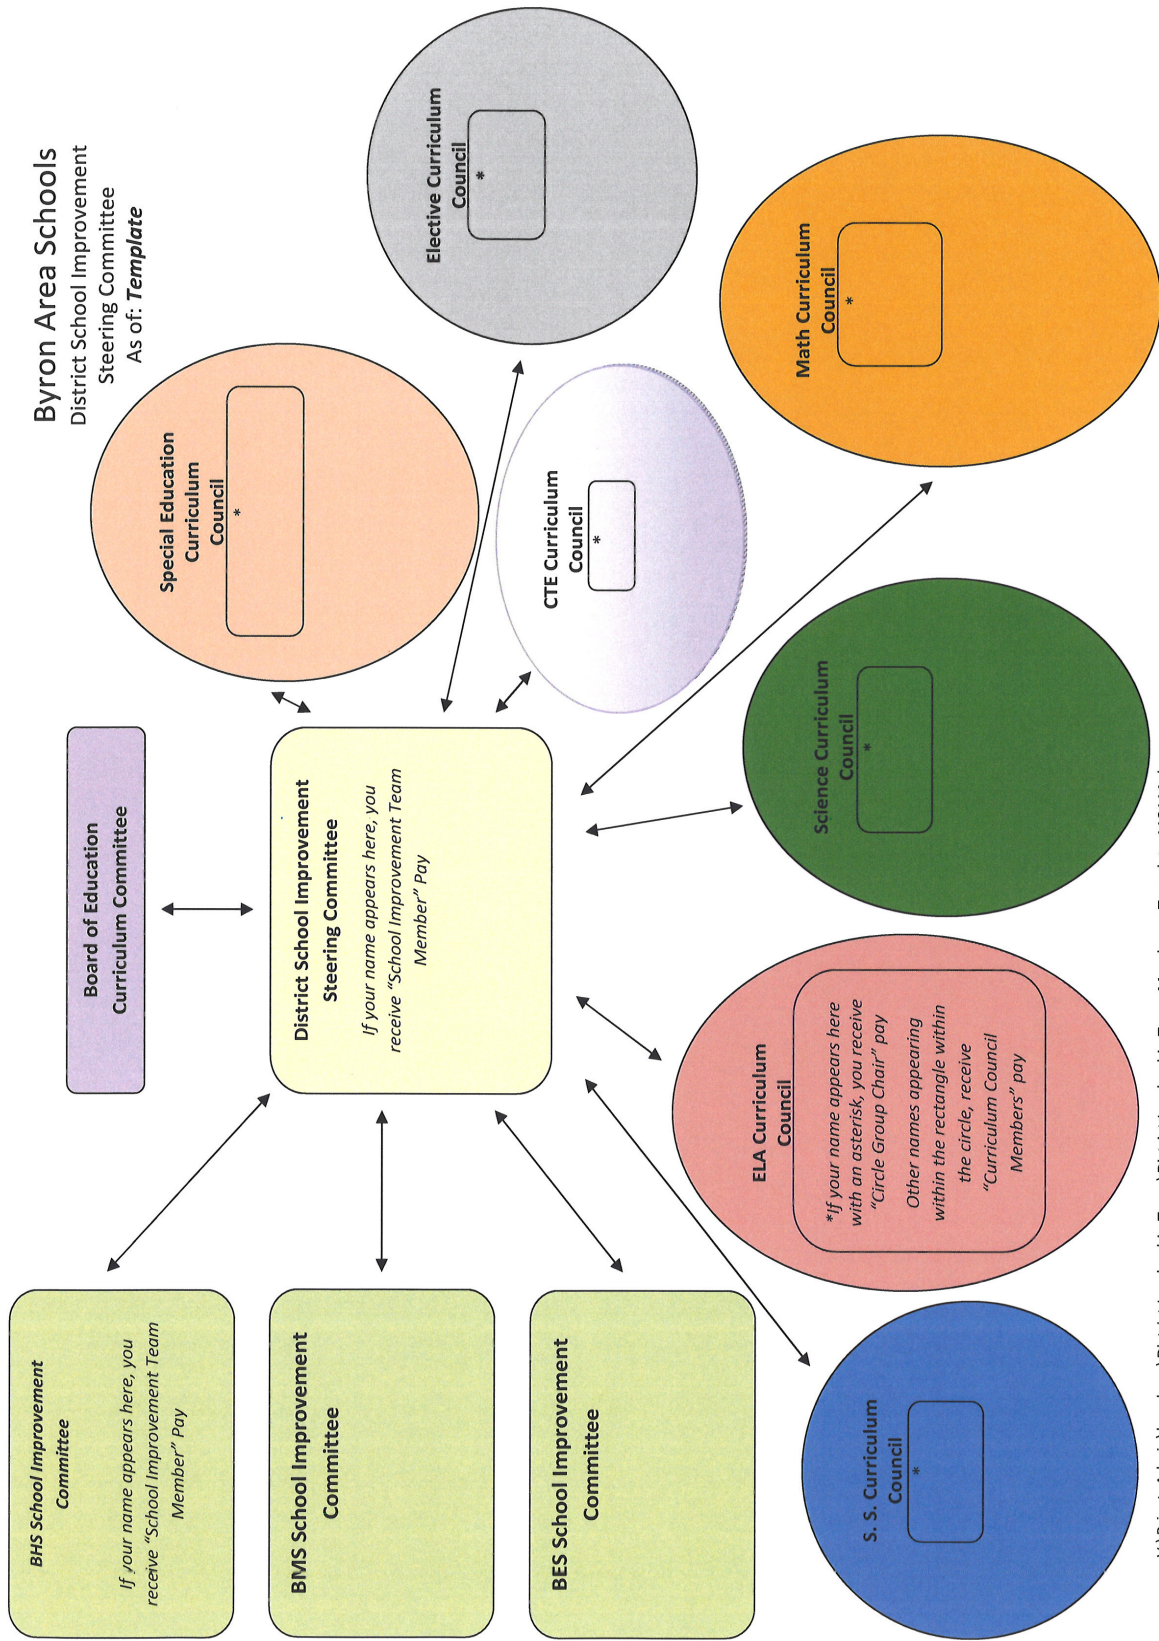 Byron Area Schools
District School Improvement
Steering Committee
As of: Template
Board of Education
Curriculum Committee
BHS School Improvement
Committee
If your name appears here, you
receive "School Improvement Team
Member" Pay
BMS School Improvement
Committee
BES School Improvement
Committee
District School Improvement
Steering Committee
If your name appears here, you
receive "School Improvement Team
Member" Pay
Special Education
Curriculum
Council
*
Elective Curriculum
Council
*
CTE Curriculum
Council
*
Math Curriculum
Council
*
Science Curriculum
Council
*
ELA Curriculum
Council
*If your name appears here
with an asterisk, you receive
"Circle Group Chair" pay
Other names appearing
within the rectangle within
the circle, receive
"Curriculum Council
Members" pay
S. S. Curriculum
Council
*